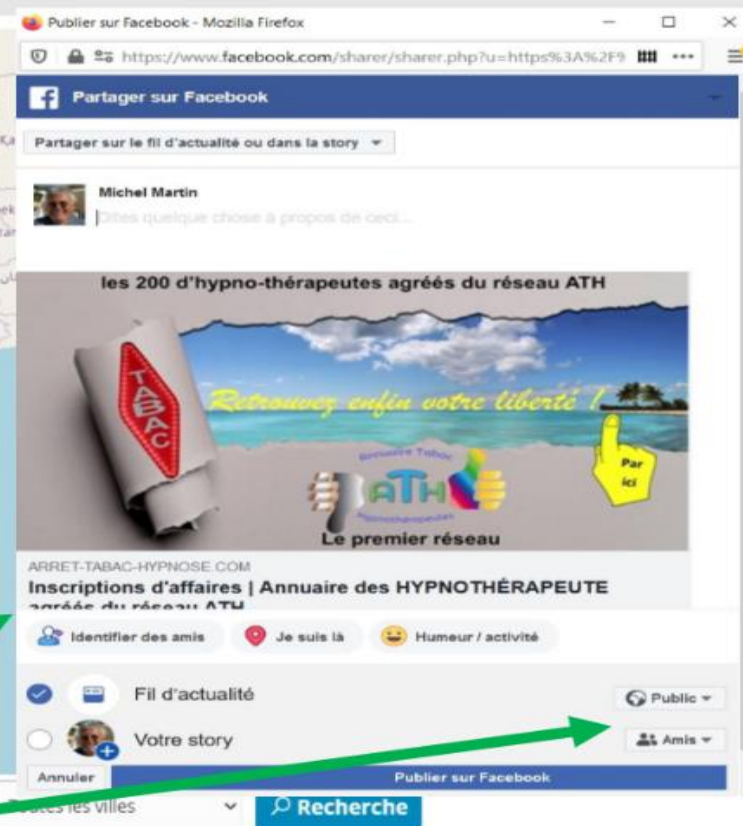 Publier sur Facebook - Mozilla Firefox
https://www.facebook.com/sharer/sharer.php?u=https%3A%2F9
Partager sur Facebook
Partager sur le fil d'actualité ou dans la story
Michel Martin
Dites quelque chose à propos de ceci...
les 200 d'hypno-thérapeutes agréés du réseau ATH
TABAC
Retrouvez enfin votre liberté !
Par
ici
Annuaire Tabac
ATH
Hypnothérapeutes
Le premier réseau
ARRET-TABAC-HYPNOSE.COM
Inscriptions d'affaires | Annuaire des HYPNOTHÉRAPEUTE
agréés du réseau ATH
Identifier des amis
Je suis là
Humeur / activité
Fil d'actualité
Public
Votre story
Amis
Annuler
Publier sur Facebook
Toutes les villes
Recherche